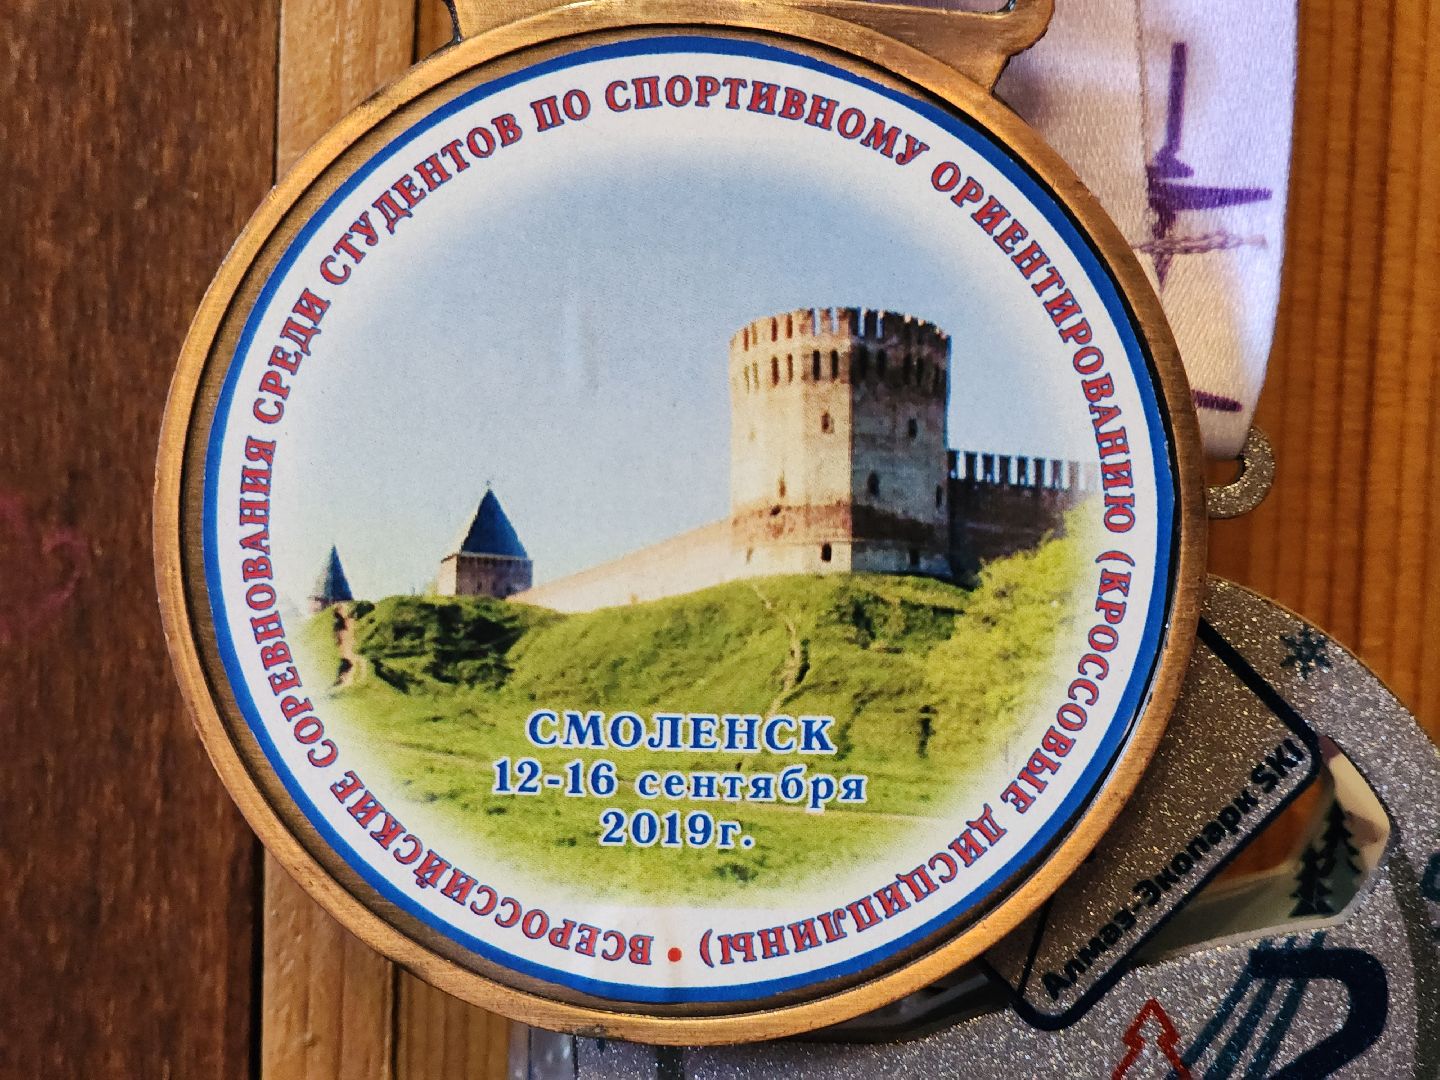 ВСЕРОССИЙСКИЕ СОРЕВНОВАНИЯ СРЕДИ СТУДЕНТОВ ПО СПОРТИВНОМУ ОРИЕНТИРОВАНИЮ (КРОССОВЫЕ ДИСЦИПЛИНЫ) •
СМОЛЕНСК
12-16 сентября
2019г.
Алмаз-Экопарк SKI